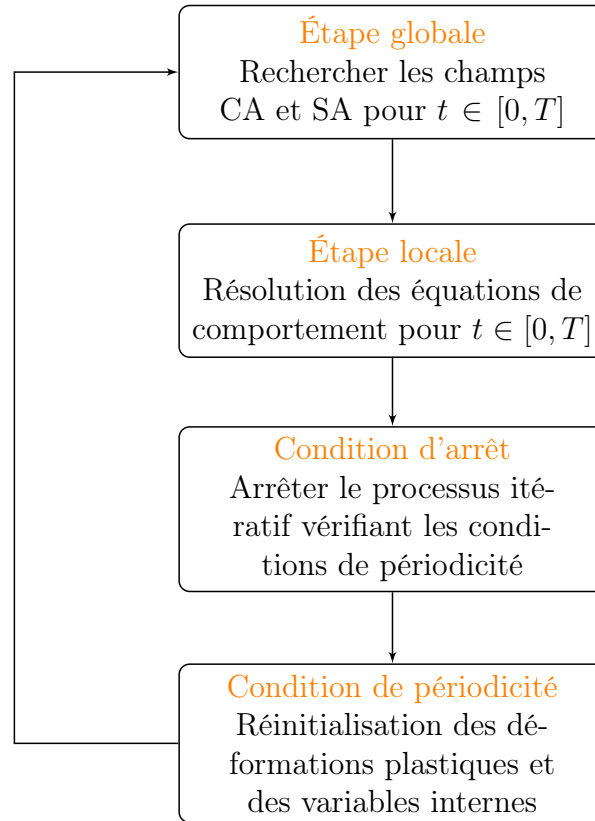 Étape globale
Rechercher les champs
CA et SA pour t ∈ [0, T]
Étape locale
Résolution des équations de
comportement pour t ∈ [0, T]
Condition d'arrêt
Arrêter le processus ité-
ratif vérifiant les condi-
tions de périodicité
Condition de périodicité
Réinitialisation des dé-
formations plastiques et
des variables internes